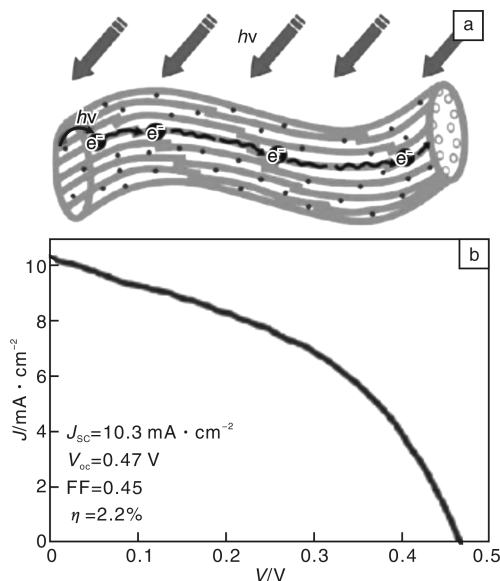 hν
a
hν
e⁻
e⁻
e⁻
e⁻
b
10
8
6
4
2
0
J/mA · cm⁻²
J_SC=10.3 mA · cm⁻²
V_oc=0.47 V
FF=0.45
η=2.2%
0 0.1 0.2 0.3 0.4 0.5
V/V